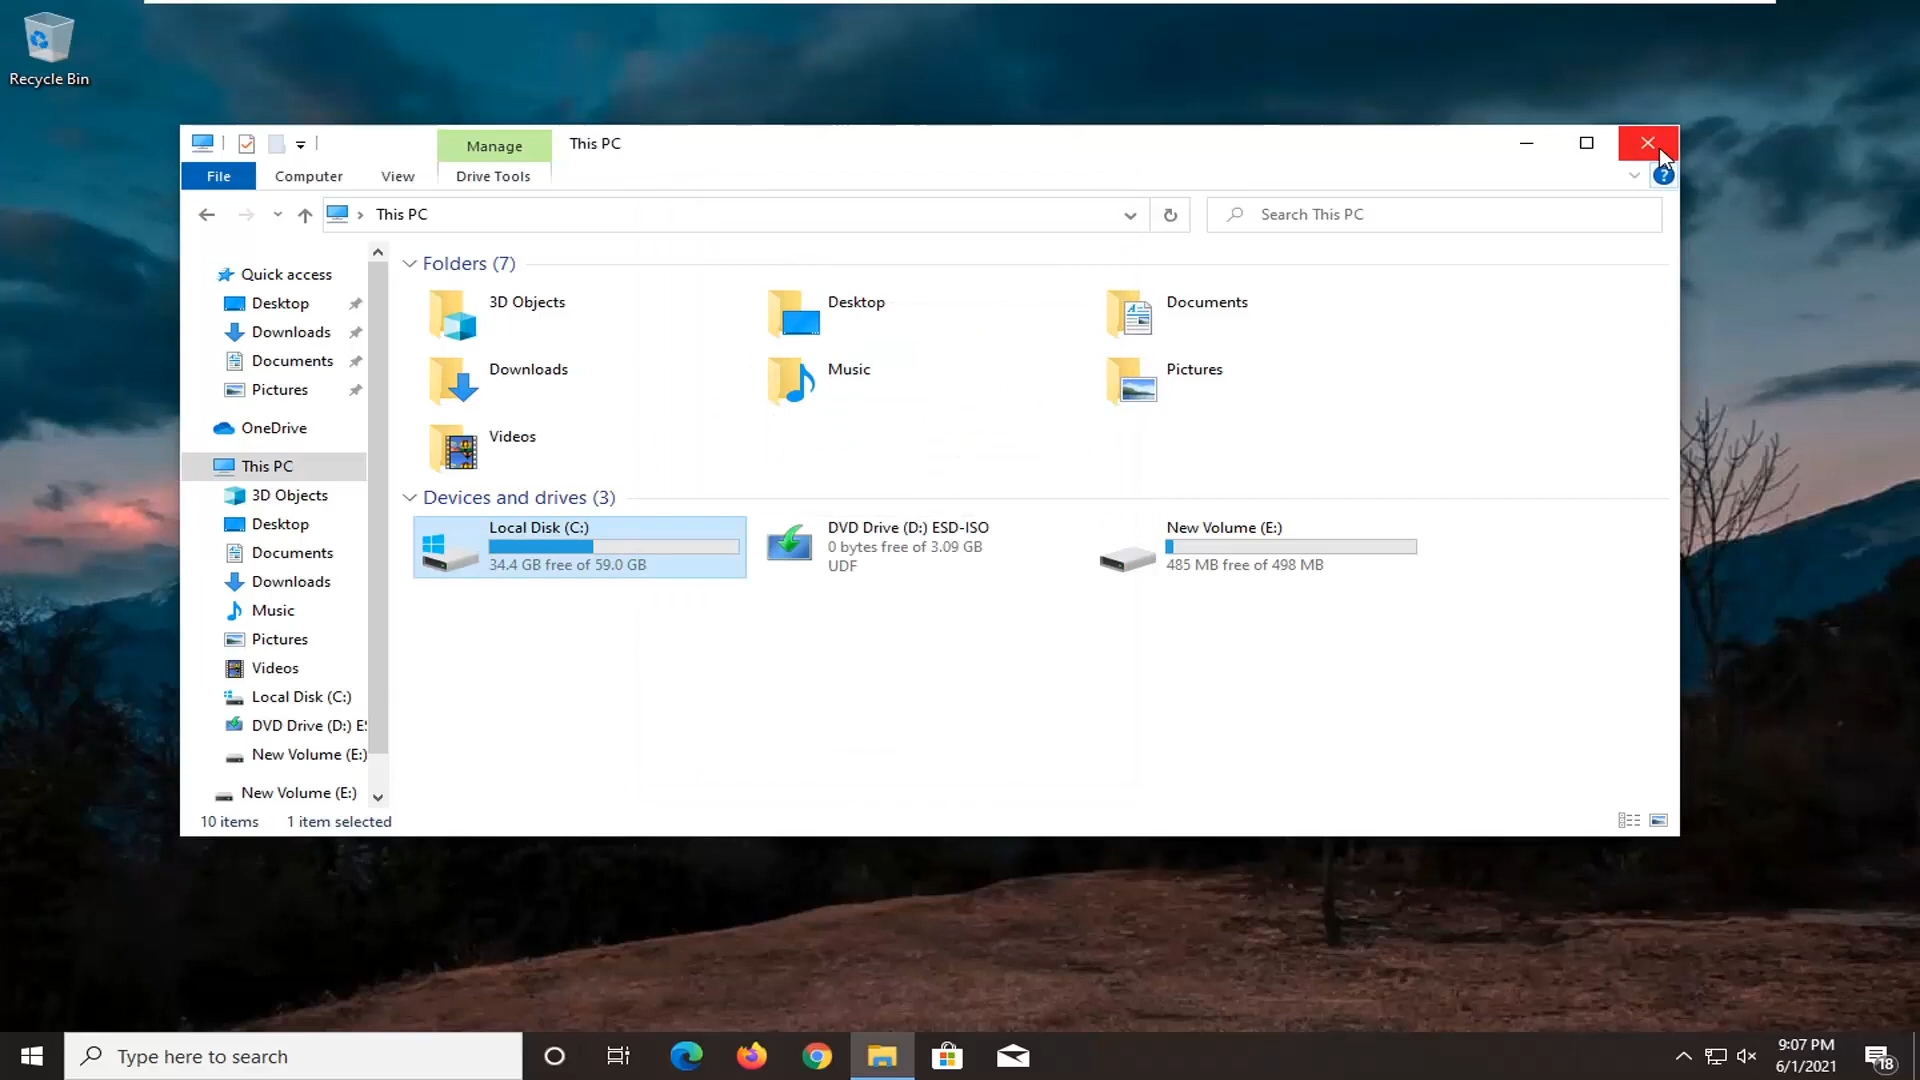 Recycle Bin
Manage
This PC
File
Computer
View
Drive Tools
This PC
Search This PC
Quick access
Desktop
Downloads
Documents
Pictures
OneDrive
This PC
3D Objects
Desktop
Documents
Downloads
Music
Pictures
Videos
Local Disk (C:)
DVD Drive (D:) E
New Volume (E:)
New Volume (E:)
Folders (7)
3D Objects
Desktop
Documents
Downloads
Music
Pictures
Videos
Devices and drives (3)
Local Disk (C:)
34.4 GB free of 59.0 GB
DVD Drive (D:) ESD-ISO
0 bytes free of 3.09 GB
UDF
New Volume (E:)
485 MB free of 498 MB
10 items
1 item selected
Type here to search
9:07 PM
6/1/2021
18